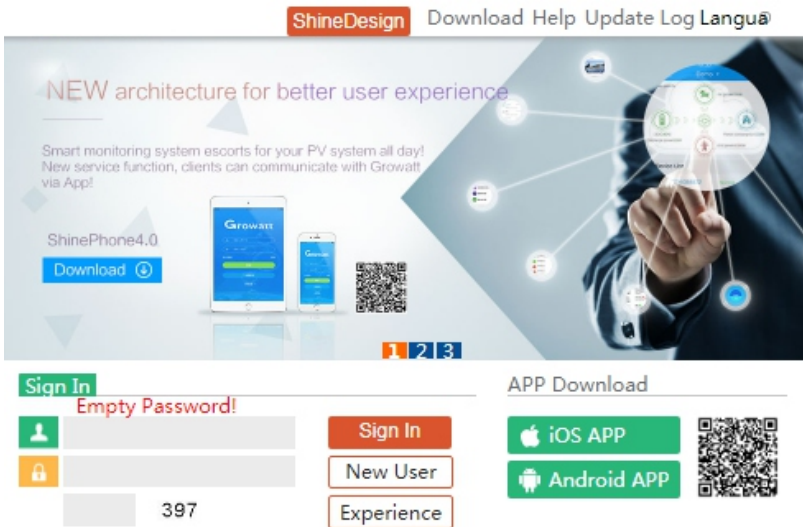 ShineDesign Download Help Update Log Langua
NEW architecture for better user experience
Smart monitoring system escorts for your PV system all day!
New service function, clients can communicate with Growatt
via App!
ShinePhone4.0
Download
Growatt
Growatt
1 2 3
Sign In
Empty Password!
Sign In
New User
397
Experience
APP Download
iOS APP
Android APP